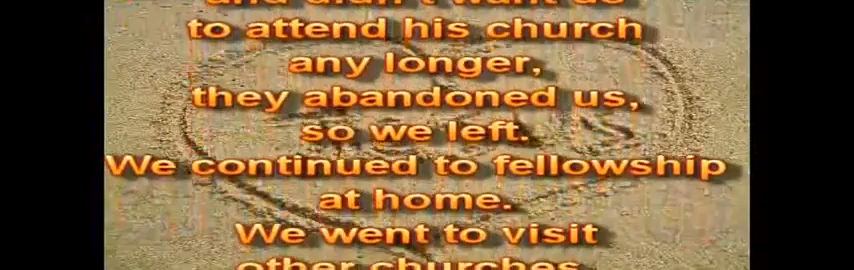 and didn't want us
to attend his church
any longer,
they abandoned us,
so we left.
We continued to fellowship
at home.
We went to visit
other churches